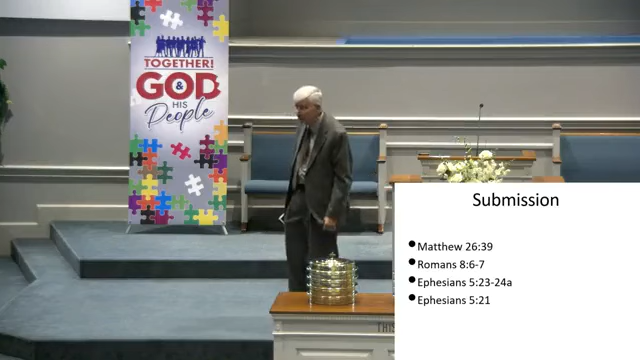 TOGETHER!
GOD
&
HIS
People
Submission
Matthew 26:39
Romans 8:6-7
Ephesians 5:23-24a
Ephesians 5:21
THIS